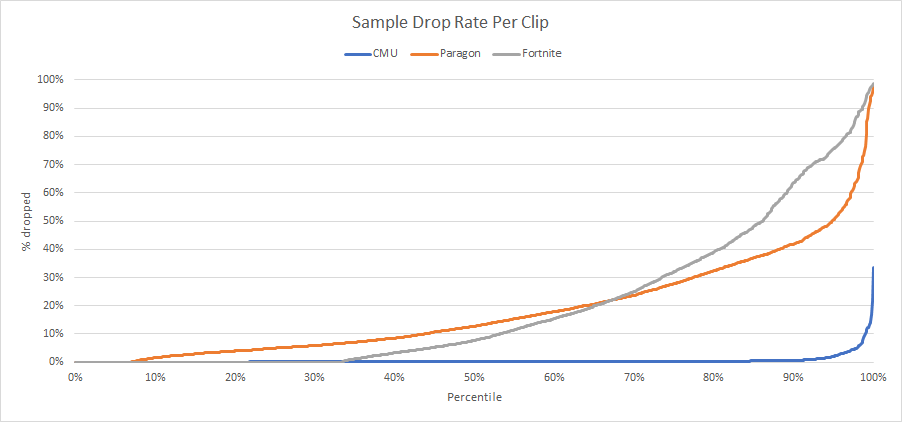 Sample Drop Rate Per Clip
CMU Paragon Fortnite
100%
90%
80%
70%
60%
50%
40%
30%
20%
10%
0%
% dropped
0% 10% 20% 30% 40% 50% 60% 70% 80% 90% 100%
Percentile